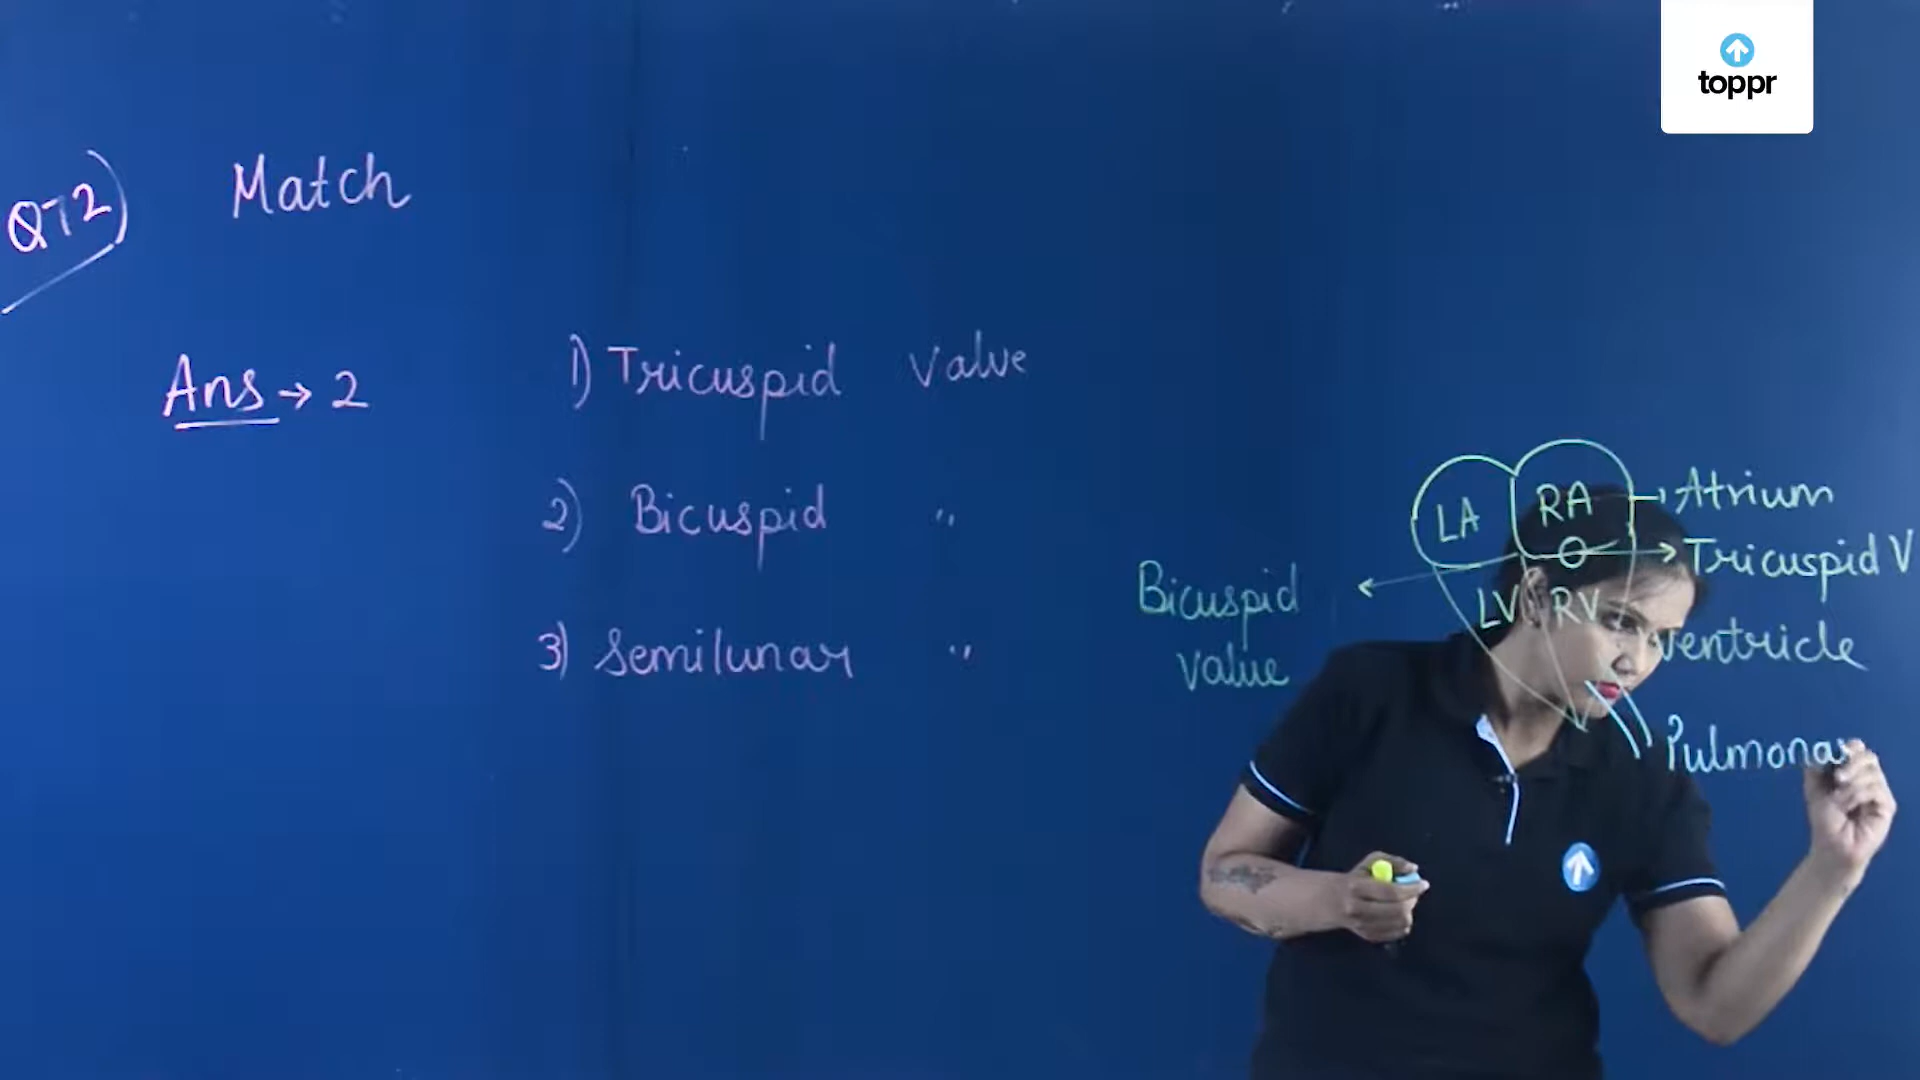 toppr
Q72)
Match
Ans → 2
1) Tricuspid Valve
2) Bicuspid "
3) Semilunar "
LA
RA
→ Atrium
→ Tricuspid V
Bicuspid
Valve
LV
RV
ventricle
Pulmonar